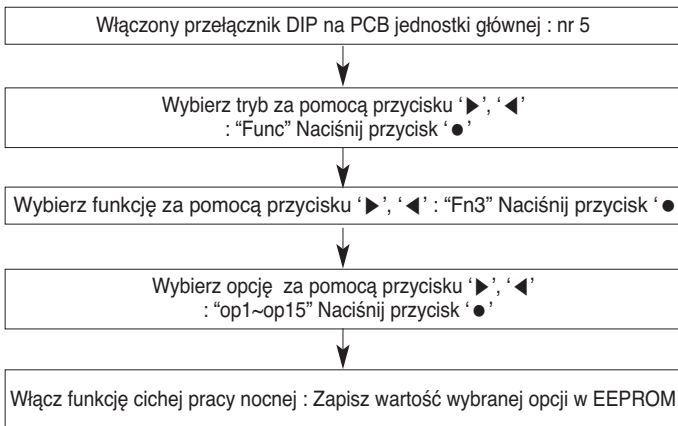 Włączony przełącznik DIP na PCB jednostki głównej : nr 5
Wybierz tryb za pomocą przycisku ‘▶’, ‘◀’
: “Func” Naciśnij przycisk ‘●’
Wybierz funkcję za pomocą przycisku ‘▶’, ‘◀’ : “Fn3” Naciśnij przycisk ‘●
Wybierz opcję za pomocą przycisku ‘▶’, ‘◀’
: “op1~op15” Naciśnij przycisk ‘●’
Włącz funkcję cichej pracy nocnej : Zapisz wartość wybranej opcji w EEPROM